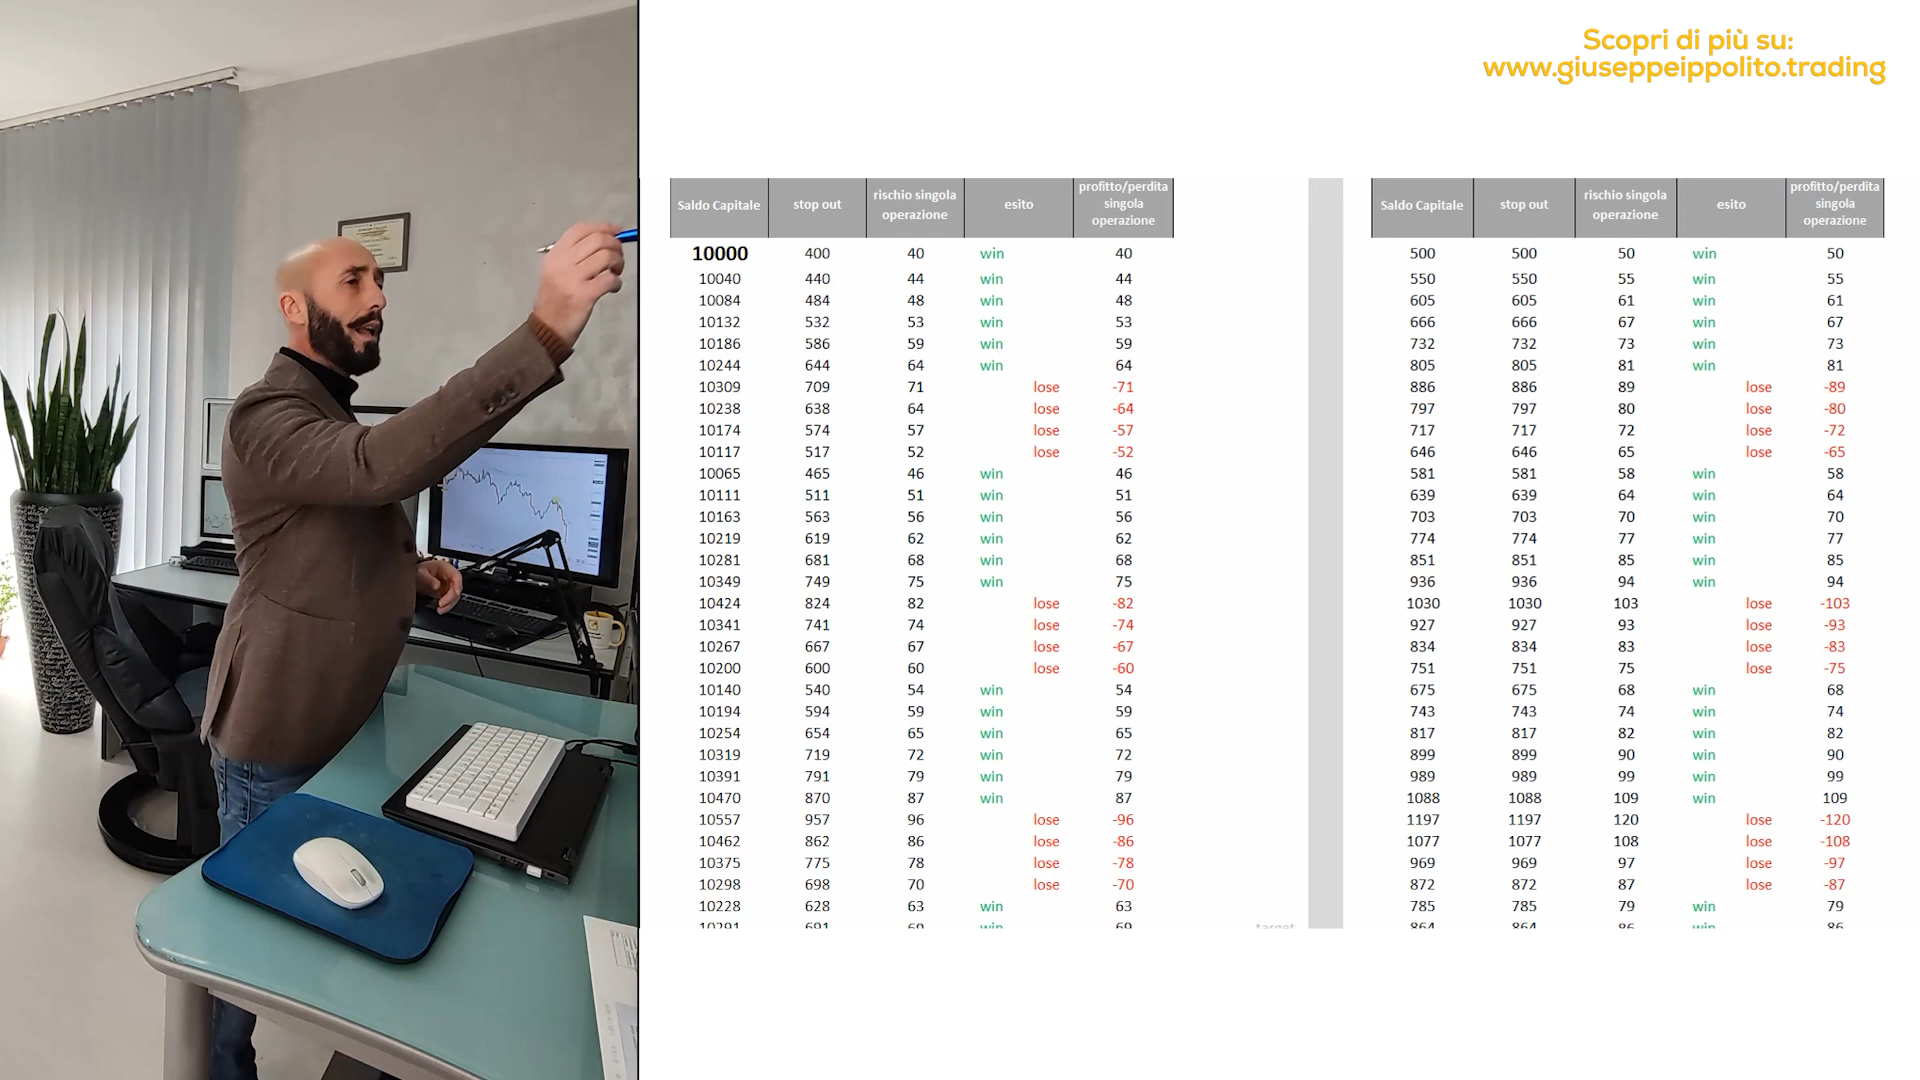 Scopri di più su:
www.giuseppeippolito.trading
Saldo Capitale stop out rischio singola operazione esito profitto/perdita singola operazione
10000 400 40 win 40
10040 440 44 win 44
10084 484 48 win 48
10132 532 53 win 53
10186 586 59 win 59
10244 644 64 win 64
10309 709 71 lose -71
10238 638 64 lose -64
10174 574 57 lose -57
10117 517 52 lose -52
10065 465 46 win 46
10111 511 51 win 51
10163 563 56 win 56
10219 619 62 win 62
10281 681 68 win 68
10349 749 75 win 75
10424 824 82 lose -82
10341 741 74 lose -74
10267 667 67 lose -67
10200 600 60 lose -60
10140 540 54 win 54
10194 594 59 win 59
10254 654 65 win 65
10319 719 72 win 72
10391 791 79 win 79
10470 870 87 win 87
10557 957 96 lose -96
10462 862 86 lose -86
10375 775 78 lose -78
10298 698 70 lose -70
10228 628 63 win 63
10291 691 69 win 69
target
Saldo Capitale stop out rischio singola operazione esito profitto/perdita singola operazione
500 500 50 win 50
550 550 55 win 55
605 605 61 win 61
666 666 67 win 67
732 732 73 win 73
805 805 81 win 81
886 886 89 lose -89
797 797 80 lose -80
717 717 72 lose -72
646 646 65 lose -65
581 581 58 win 58
639 639 64 win 64
703 703 70 win 70
774 774 77 win 77
851 851 85 win 85
936 936 94 win 94
1030 1030 103 lose -103
927 927 93 lose -93
834 834 83 lose -83
751 751 75 lose -75
675 675 68 win 68
743 743 74 win 74
817 817 82 win 82
899 899 90 win 90
989 989 99 win 99
1088 1088 109 win 109
1197 1197 120 lose -120
1077 1077 108 lose -108
969 969 97 lose -97
872 872 87 lose -87
785 785 79 win 79
864 864 86 win 86